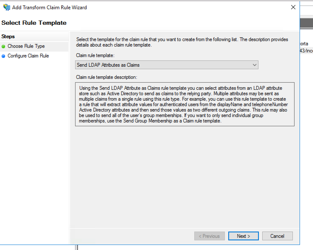 Add Transform Claim Rule Wizard
Select Rule Template
Steps
Choose Rule Type
Configure Claim Rule
Select the template for the claim rule that you want to create from the following list. The description provides
details about each claim rule template.
Claim rule template:
Send LDAP Attributes as Claims
Claim rule template description:
Using the Send LDAP Attribute as Claims rule template you can select attributes from an LDAP attribute
store such as Active Directory to send as claims to the relying party. Multiple attributes may be sent as
multiple claims from a single rule using this rule type. For example, you can use this rule template to create
a rule that will extract attribute values for authenticated users from the displayName and telephoneNumber
Active Directory attributes and then send those values as two different outgoing claims. This rule may also
be used to send all of the user's group memberships. If you want to only send individual group
memberships, use the Send Group Membership as a Claim rule template.
< Previous
Next >
Cancel